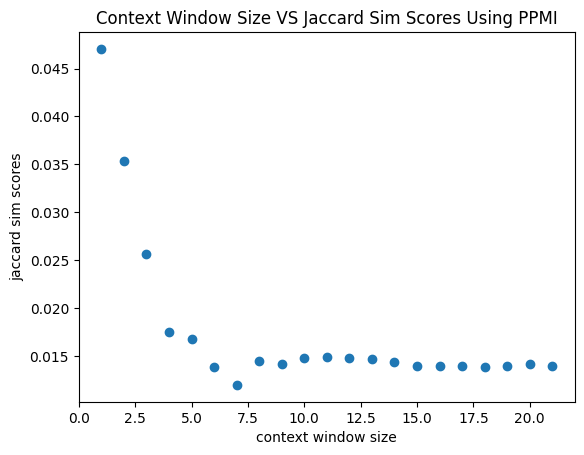 Context Window Size VS Jaccard Sim Scores Using PPMI
jaccard sim scores
0.045
0.040
0.035
0.030
0.025
0.020
0.015
0.0 2.5 5.0 7.5 10.0 12.5 15.0 17.5 20.0
context window size